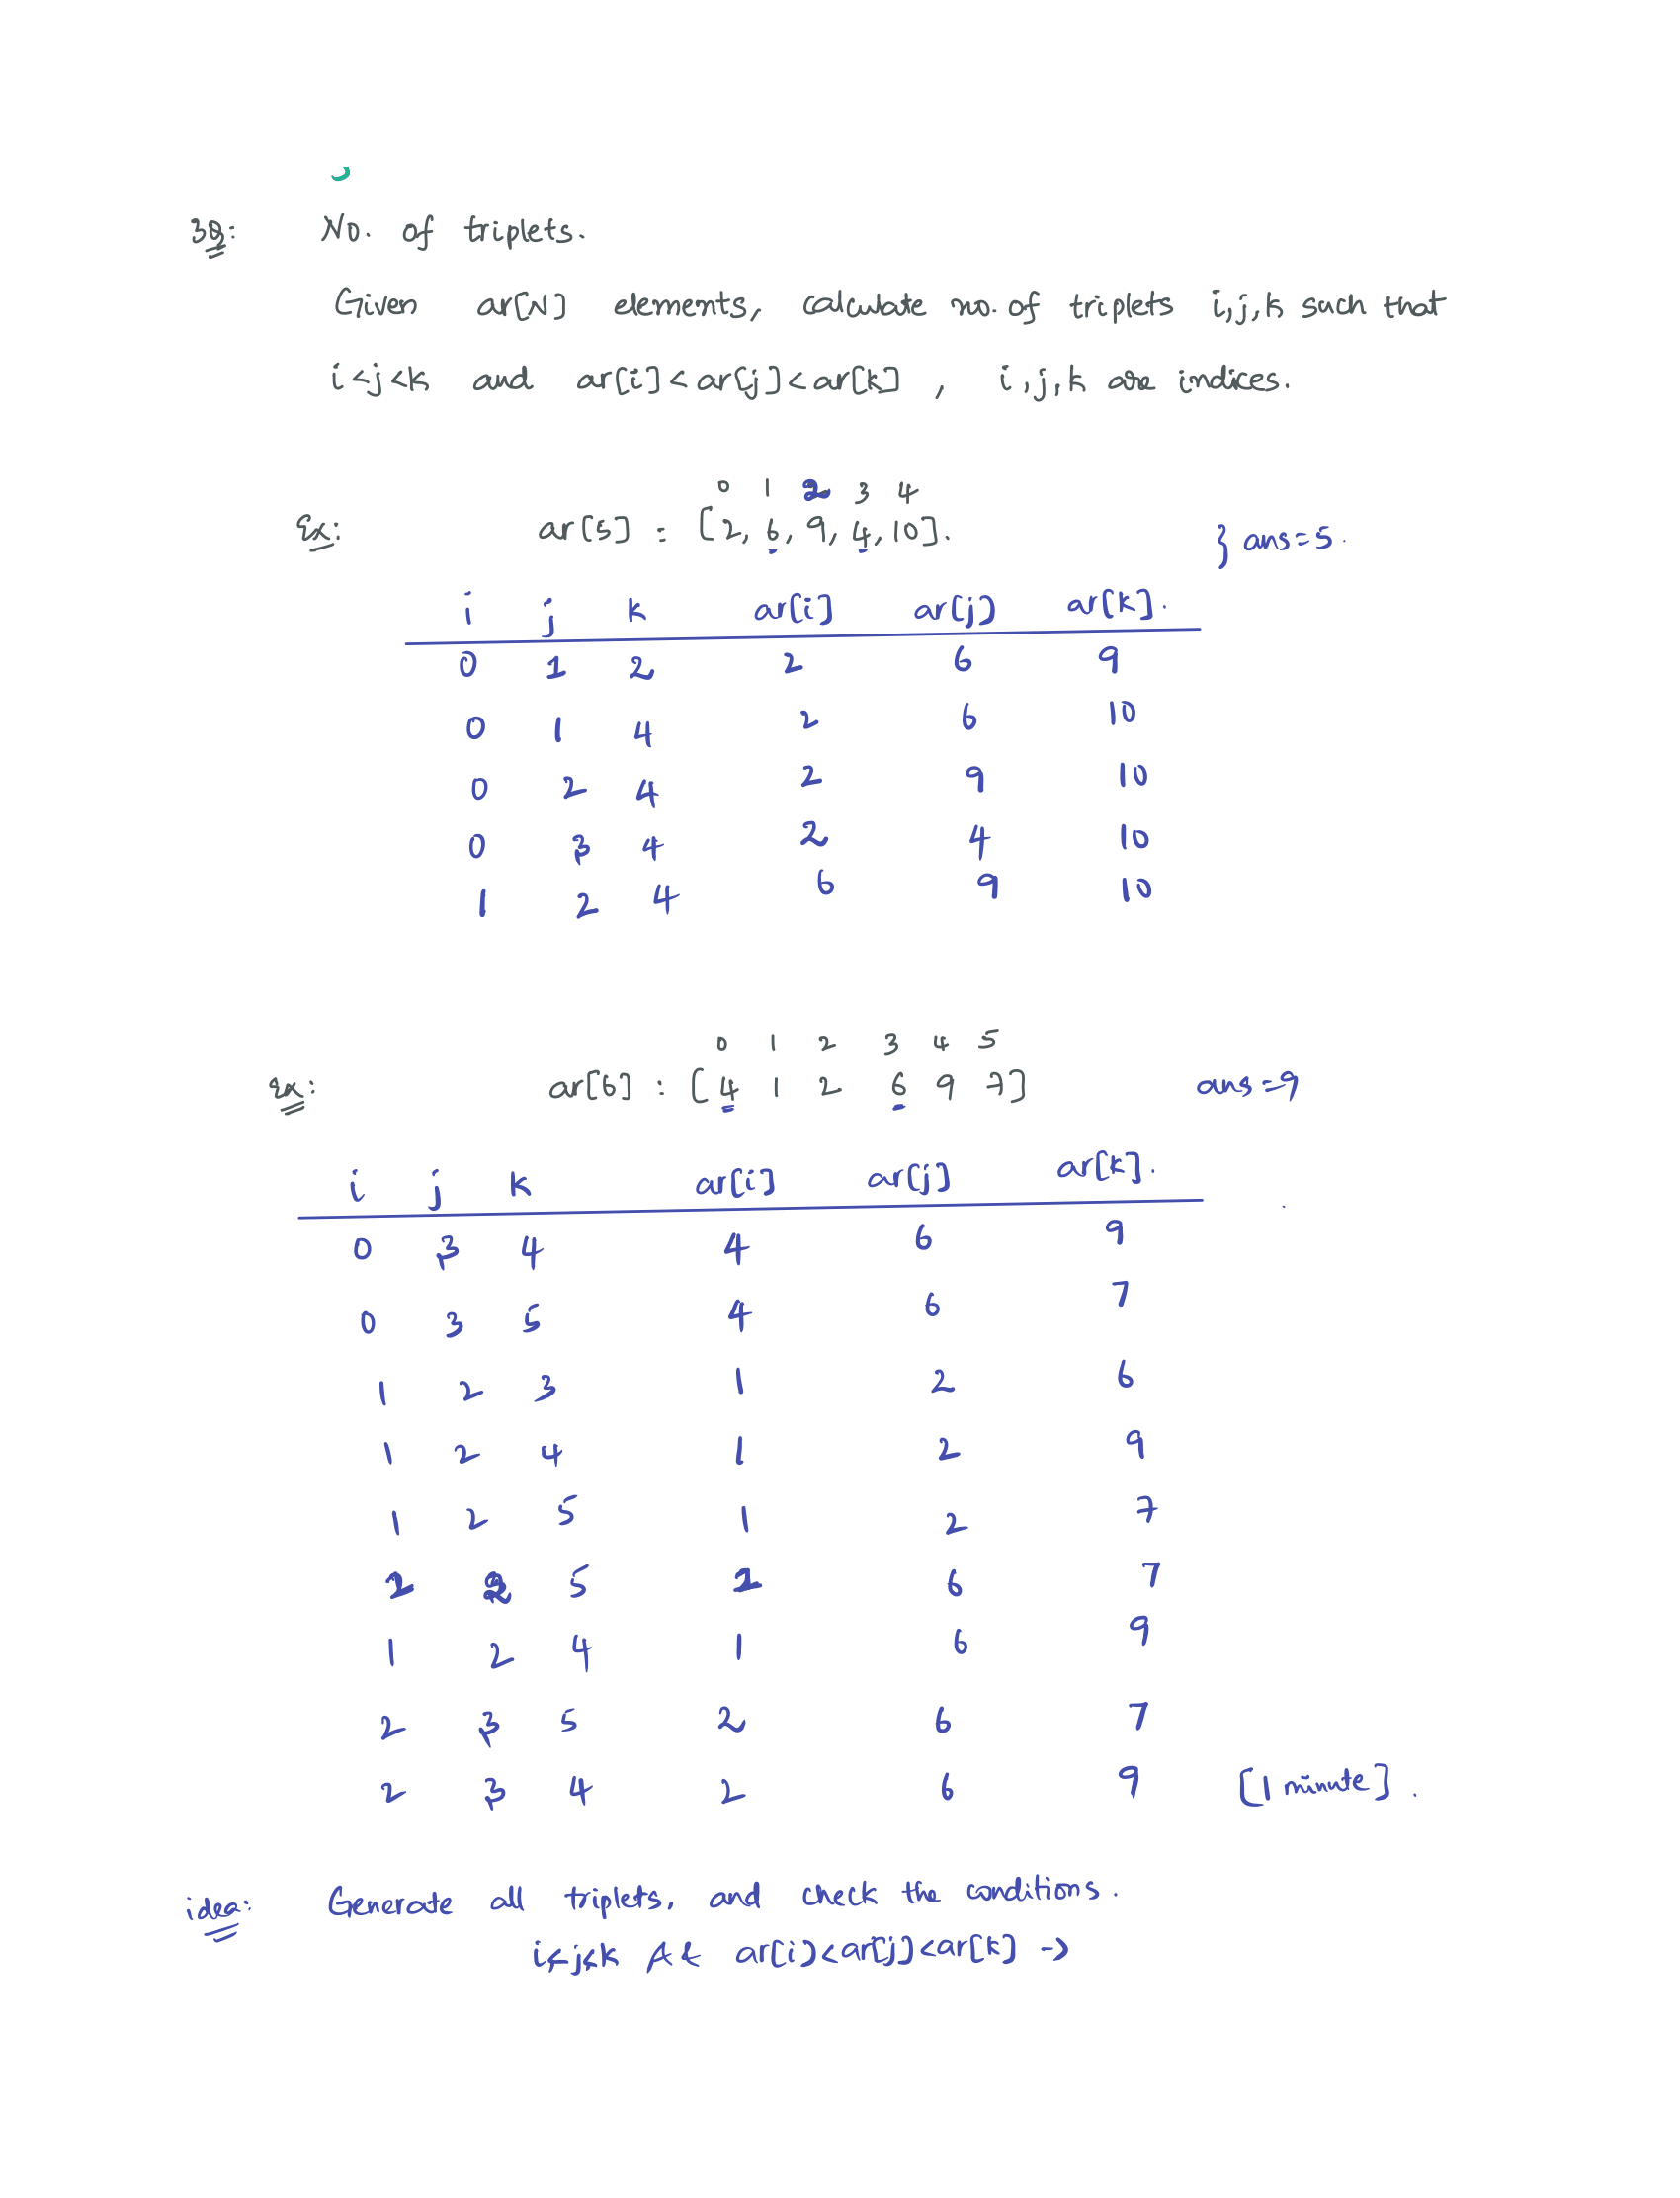 3Q: No. of triplets.
Given ar[N] elements, calculate no. of triplets i,j,k such that
i<j<k and ar[i]<ar[j]<ar[k] , i,j,k are indices.
0 1 2 3 4
Ex: ar[5] : [2, 6, 9, 4, 10]. } ans=5.
i j k ar[i] ar[j] ar[k].
0 1 2 2 6 9
0 1 4 2 6 10
0 2 4 2 9 10
0 3 4 2 4 10
1 2 4 6 9 10
0 1 2 3 4 5
Ex: ar[6] : [4 1 2 6 9 7] ans=9
i j k ar[i] ar[j] ar[k].
0 3 4 4 6 9
0 3 5 4 6 7
1 2 3 1 2 6
1 2 4 1 2 9
1 2 5 1 2 7
5 6 7
1 2 4 1 6 9
2 3 5 2 6 7
2 3 4 2 6 9 [1 minute].
idea: Generate all triplets, and check the conditions.
i<j<k && ar[i]<ar[j]<ar[k] →